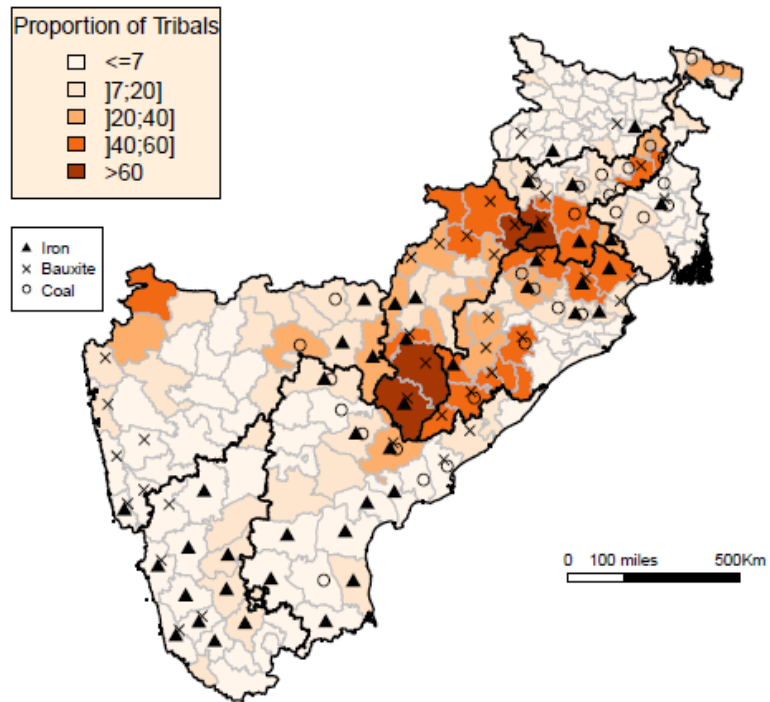 Proportion of Tribals
<=7
]7;20]
]20;40]
]40;60]
>60
Iron
Bauxite
Coal
0 100 miles 500Km